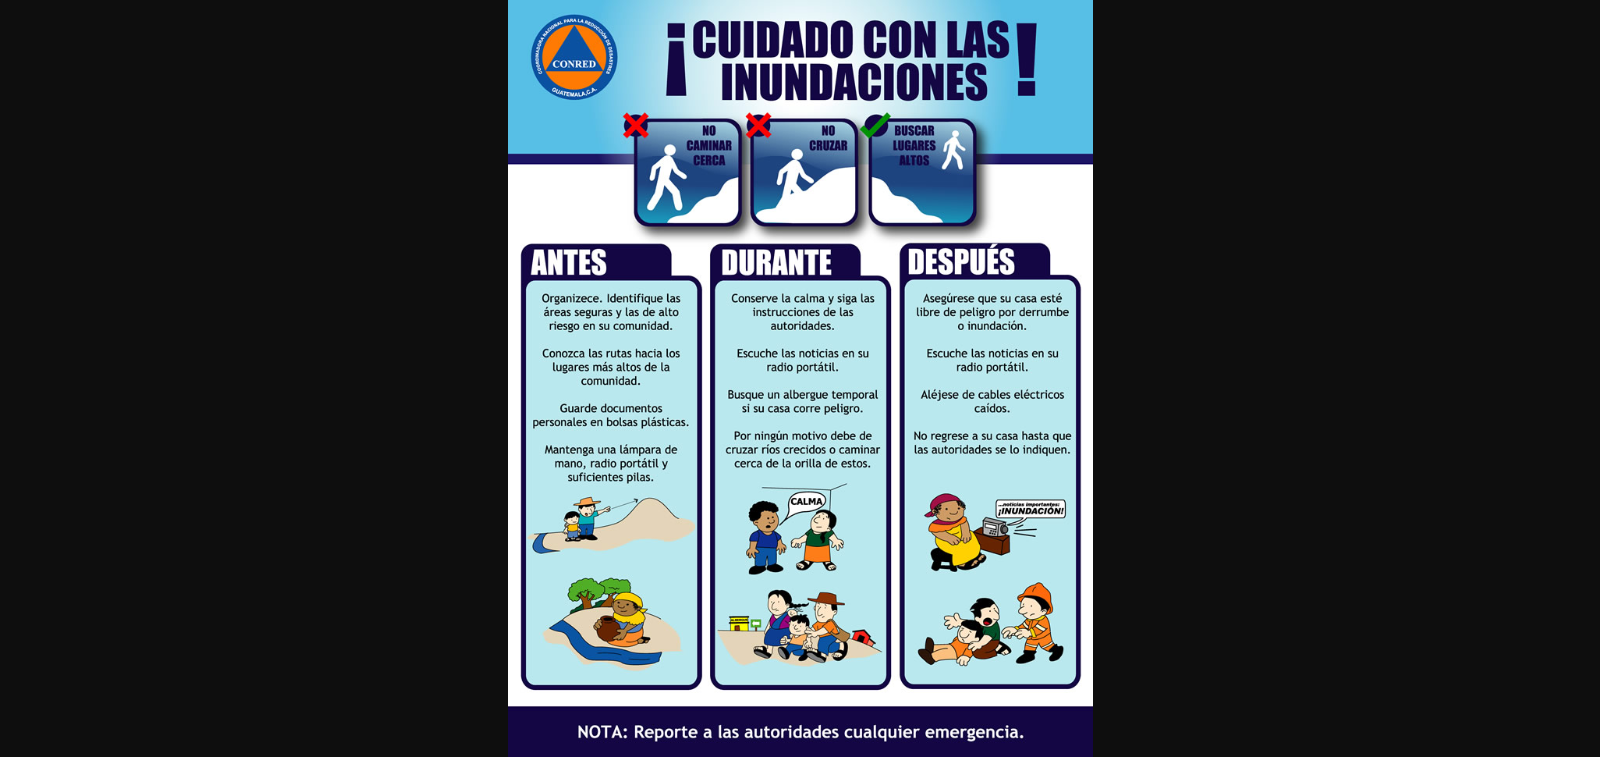 COORDINADORA NACIONAL PARA LA REDUCCIÓN DE DESASTRES
CONRED
GUATEMALA, C.A.
¡CUIDADO CON LAS
INUNDACIONES!
NO
CAMINAR
CERCA
NO
CRUZAR
BUSCAR
LUGARES
ALTOS
ANTES
Organizece. Identifique las
áreas seguras y las de alto
riesgo en su comunidad.
Conozca las rutas hacia los
lugares más altos de la
comunidad.
Guarde documentos
personales en bolsas plásticas.
Mantenga una lámpara de
mano, radio portátil y
suficientes pilas.
DURANTE
Conserve la calma y siga las
instrucciones de las
autoridades.
Escuche las noticias en su
radio portátil.
Busque un albergue temporal
si su casa corre peligro.
Por ningún motivo debe de
cruzar ríos crecidos o caminar
cerca de la orilla de estos.
CALMA
DESPUÉS
Asegúrese que su casa esté
libre de peligro por derrumbe
o inundación.
Escuche las noticias en su
radio portátil.
Aléjese de cables eléctricos
caídos.
No regrese a su casa hasta que
las autoridades se lo indiquen.
...noticias importantes:
¡INUNDACIÓN!
NOTA: Reporte a las autoridades cualquier emergencia.